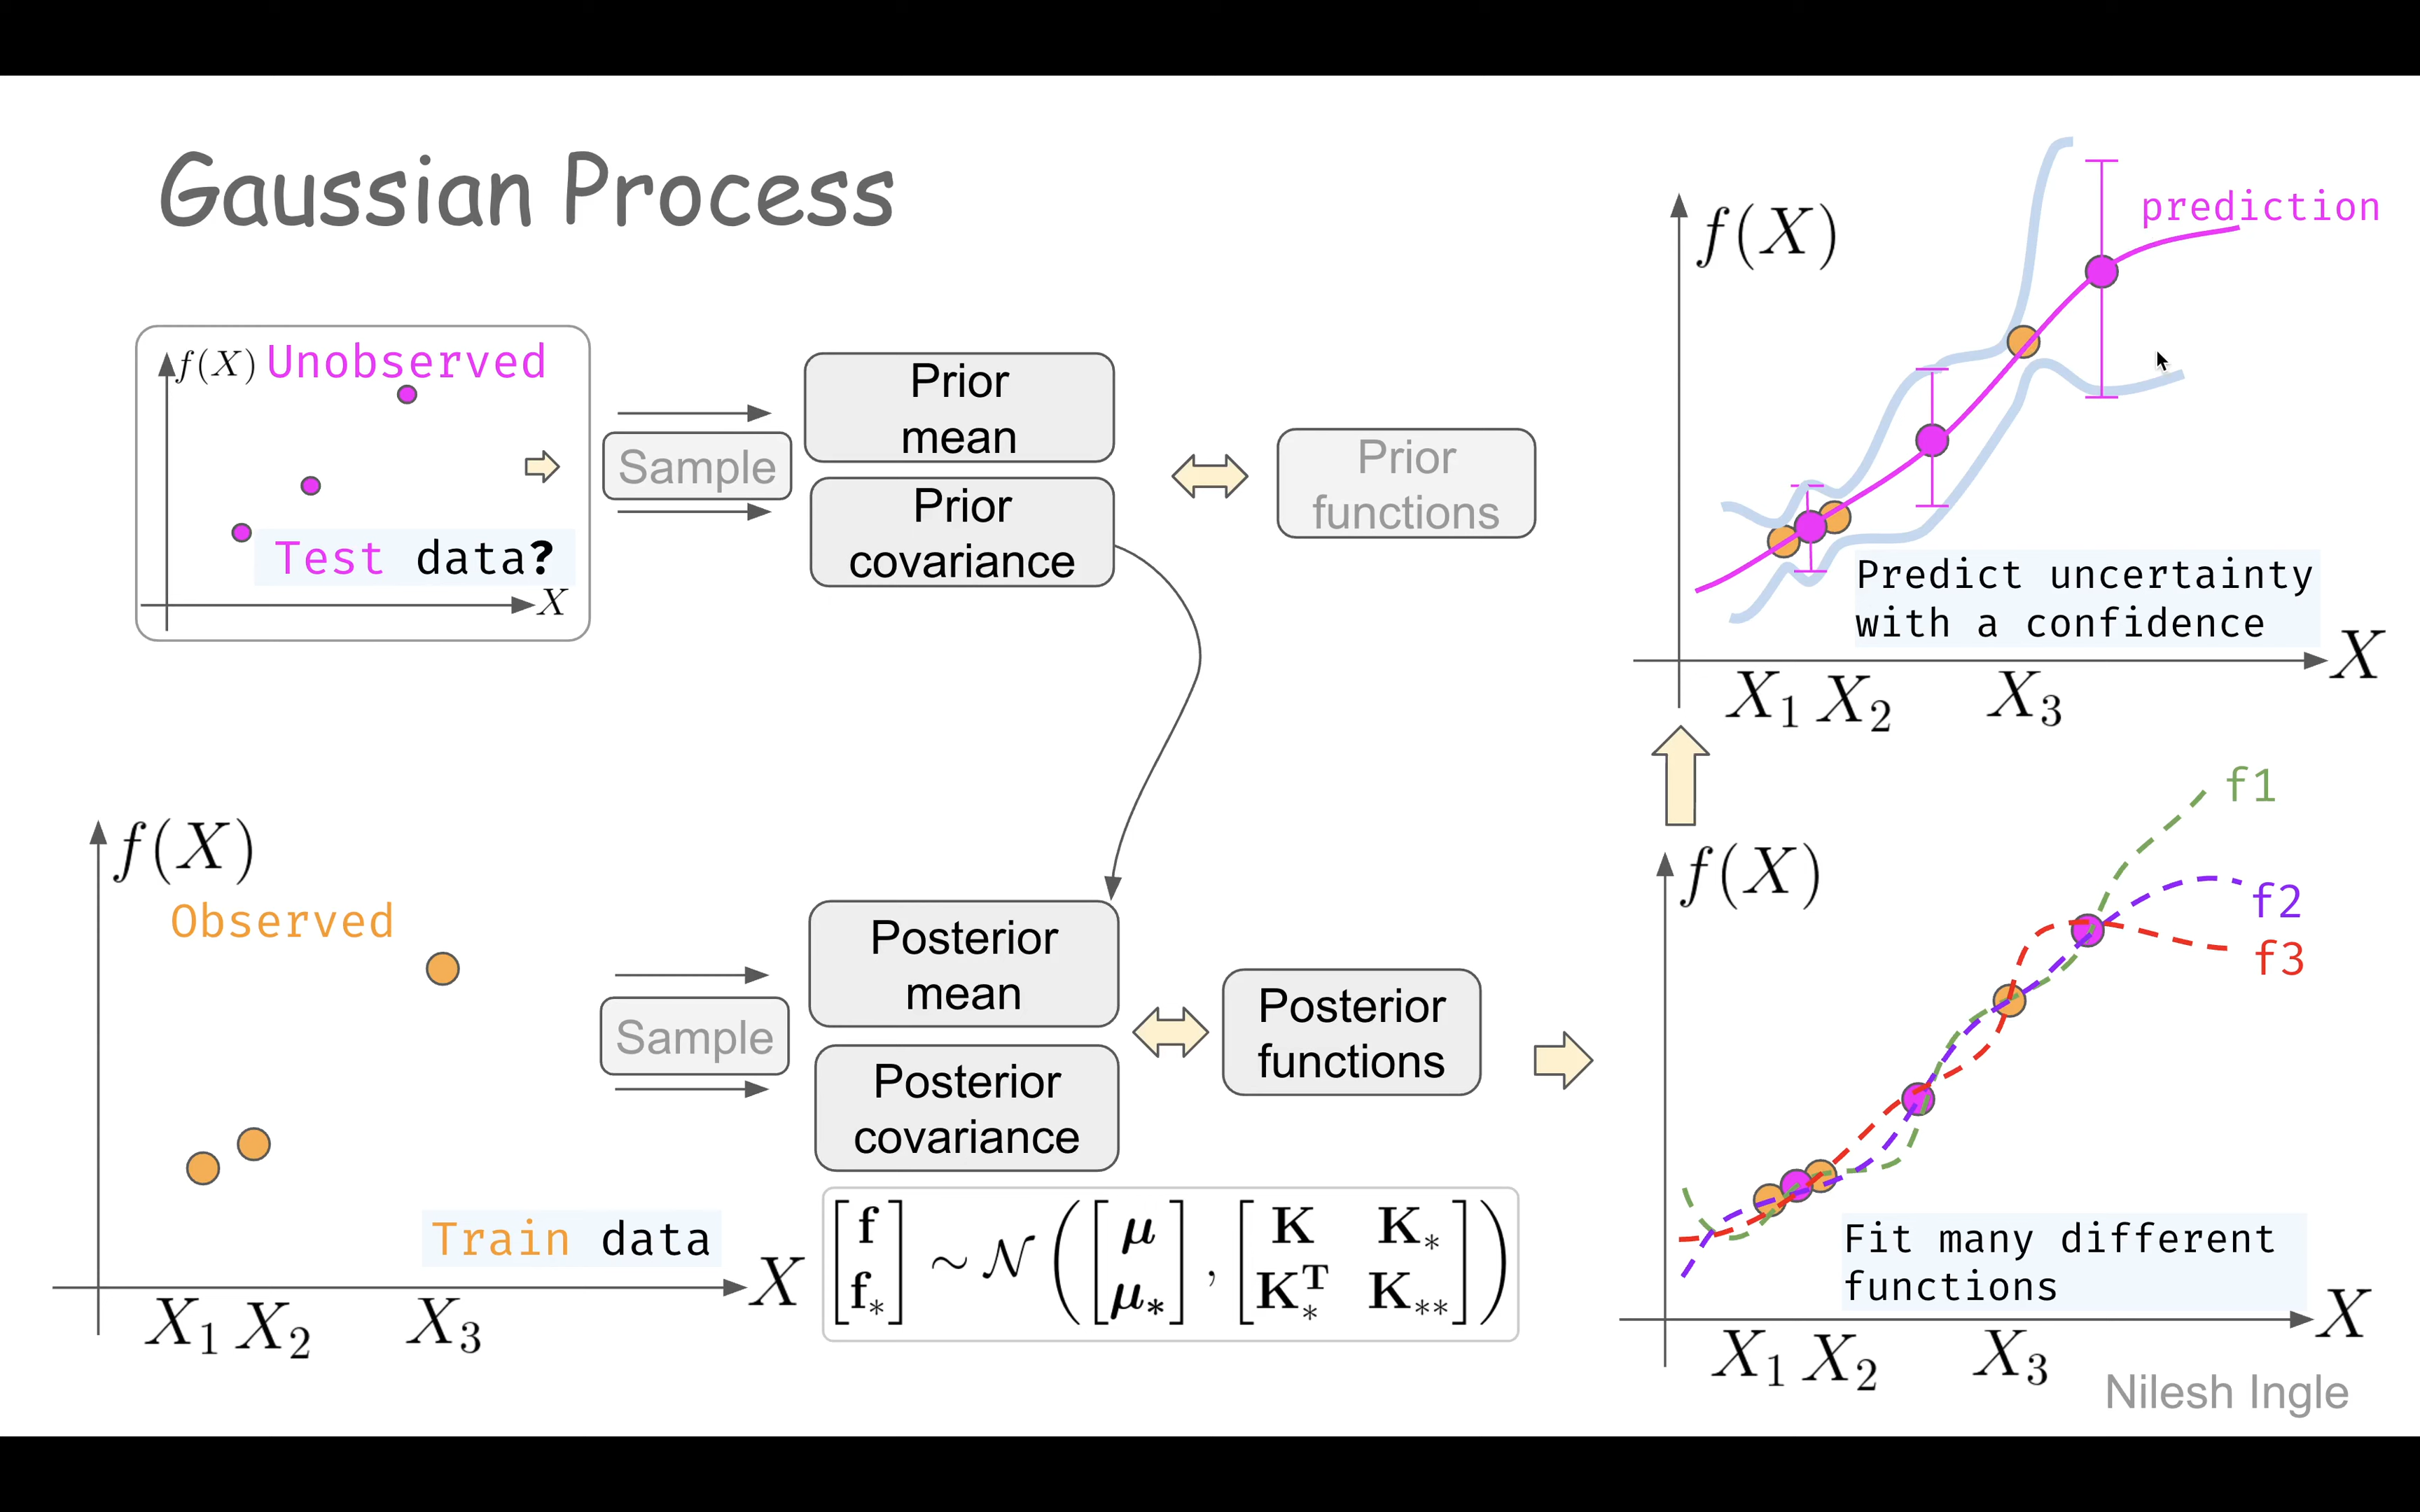 Gaussian Process
f(X) Unobserved
Test data?
X
Sample
Prior
mean
Prior
covariance
Prior
functions
f(X)
prediction
Predict uncertainty
with a confidence
X
X₁ X₂ X₃
f(X)
Observed
Train data
X
X₁ X₂ X₃
Sample
Posterior
mean
Posterior
covariance
Posterior
functions
[f f∗] ∼ 𝒩 ([μ μ∗], [K K∗ K∗ᵀ K∗∗])
f(X)
f1
f2
f3
Fit many different
functions
X
X₁ X₂ X₃
Nilesh Ingle